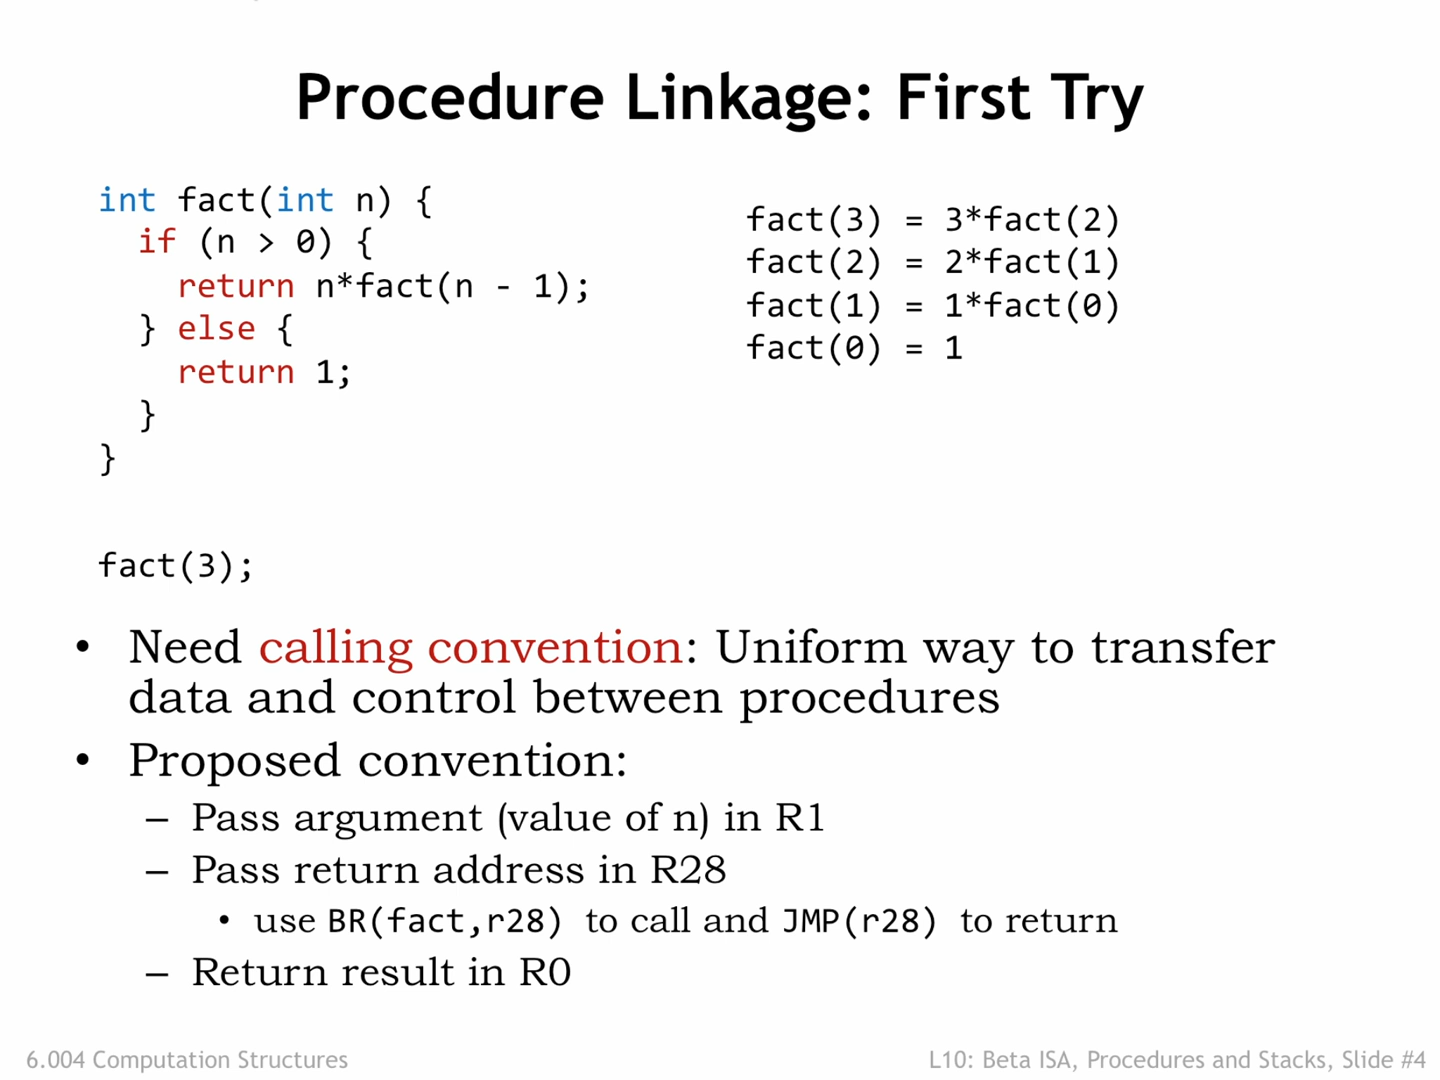 Procedure Linkage: First Try
int fact(int n) {
if (n > 0) {
return n*fact(n - 1);
} else {
return 1;
}
}
fact(3);
fact(3) = 3*fact(2)
fact(2) = 2*fact(1)
fact(1) = 1*fact(0)
fact(0) = 1
• Need calling convention: Uniform way to transfer
data and control between procedures
• Proposed convention:
– Pass argument (value of n) in R1
– Pass return address in R28
• use BR(fact,r28) to call and JMP(r28) to return
– Return result in R0
6.004 Computation Structures
L10: Beta ISA, Procedures and Stacks, Slide #4